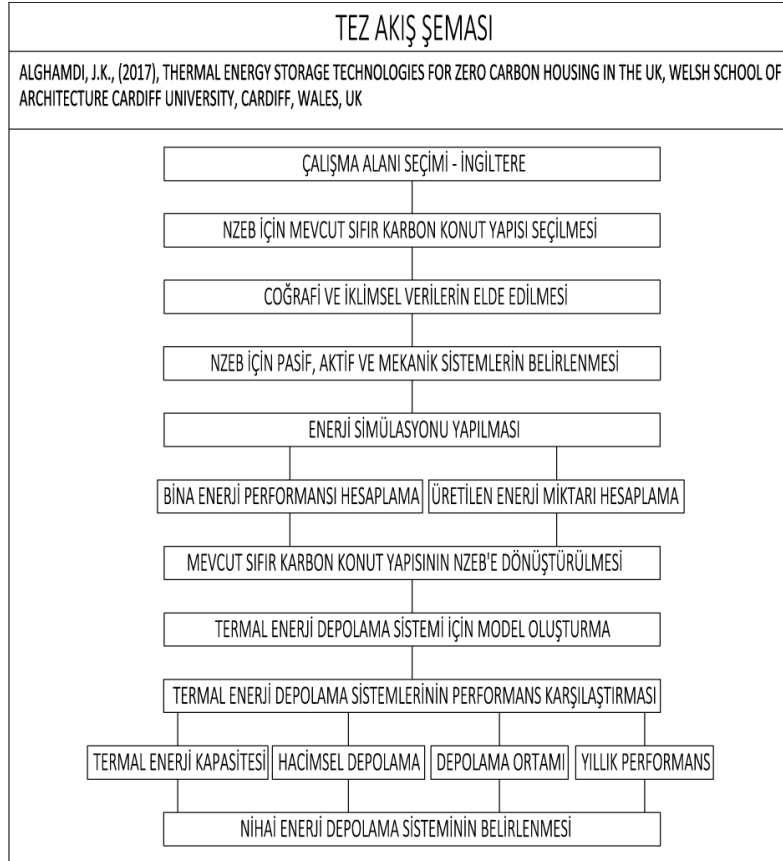 TEZ AKIŞ ŞEMASI
ALGHAMDI, J.K., (2017), THERMAL ENERGY STORAGE TECHNOLOGIES FOR ZERO CARBON HOUSING IN THE UK, WELSH SCHOOL OF
ARCHITECTURE CARDIFF UNIVERSITY, CARDIFF, WALES, UK
ÇALIŞMA ALANI SEÇİMİ - İNGİLTERE
NZEB İÇİN MEVCUT SIFIR KARBON KONUT YAPISI SEÇİLMESİ
COĞRAFİ VE İKLİMSEL VERİLERİN ELDE EDİLMESİ
NZEB İÇİN PASİF, AKTİF VE MEKANİK SİSTEMLERİN BELİRLENMESİ
ENERJİ SİMÜLASYONU YAPILMASI
BİNA ENERJİ PERFORMANSI HESAPLAMA
ÜRETİLEN ENERJİ MİKTARI HESAPLAMA
MEVCUT SIFIR KARBON KONUT YAPISININ NZEB'E DÖNÜŞTÜRÜLMESİ
TERMAL ENERJİ DEPOLAMA SİSTEMİ İÇİN MODEL OLUŞTURMA
TERMAL ENERJİ DEPOLAMA SİSTEMLERİNİN PERFORMANS KARŞILAŞTIRMASI
TERMAL ENERJİ KAPASİTESİ
HACİMSEL DEPOLAMA
DEPOLAMA ORTAMI
YILLIK PERFORMANS
NİHAİ ENERJİ DEPOLAMA SİSTEMİNİN BELİRLENMESİ